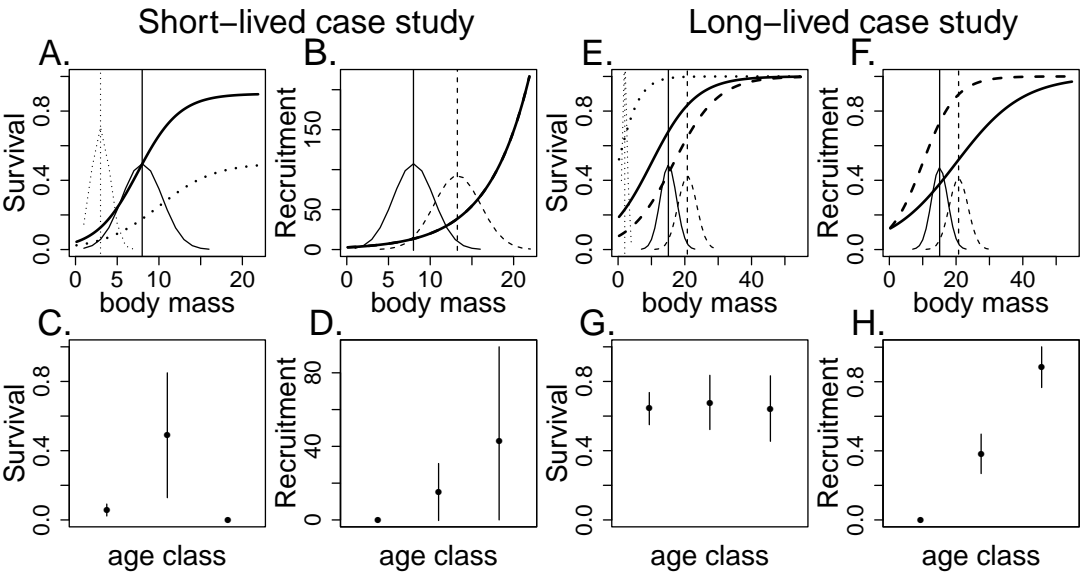 Short−lived case study
Long−lived case study
A.
B.
E.
F.
Survival
0.0 0.4 0.8
0 5 10 20
body mass
Recruitment
0 50 150
0 5 10 20
body mass
Survival
0.0 0.4 0.8
0 20 40
body mass
Recruitment
0.0 0.4 0.8
0 20 40
body mass
C.
D.
G.
H.
Survival
0.0 0.4 0.8
age class
Recruitment
0 40 80
age class
Survival
0.0 0.4 0.8
age class
Recruitment
0.0 0.4 0.8
age class